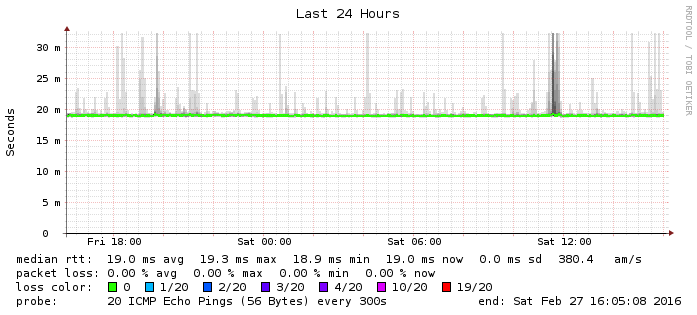 Last 24 Hours
RRDTOOL / TOBI OETIKER
Seconds
30 m
25 m
20 m
15 m
10 m
5 m
0
Fri 18:00 Sat 00:00 Sat 06:00 Sat 12:00
median rtt: 19.0 ms avg 19.3 ms max 18.9 ms min 19.0 ms now 0.0 ms sd 380.4 am/s
packet loss: 0.00 % avg 0.00 % max 0.00 % min 0.00 % now
loss color: 0 1/20 2/20 3/20 4/20 10/20 19/20
probe: 20 ICMP Echo Pings (56 Bytes) every 300s end: Sat Feb 27 16:05:08 2016